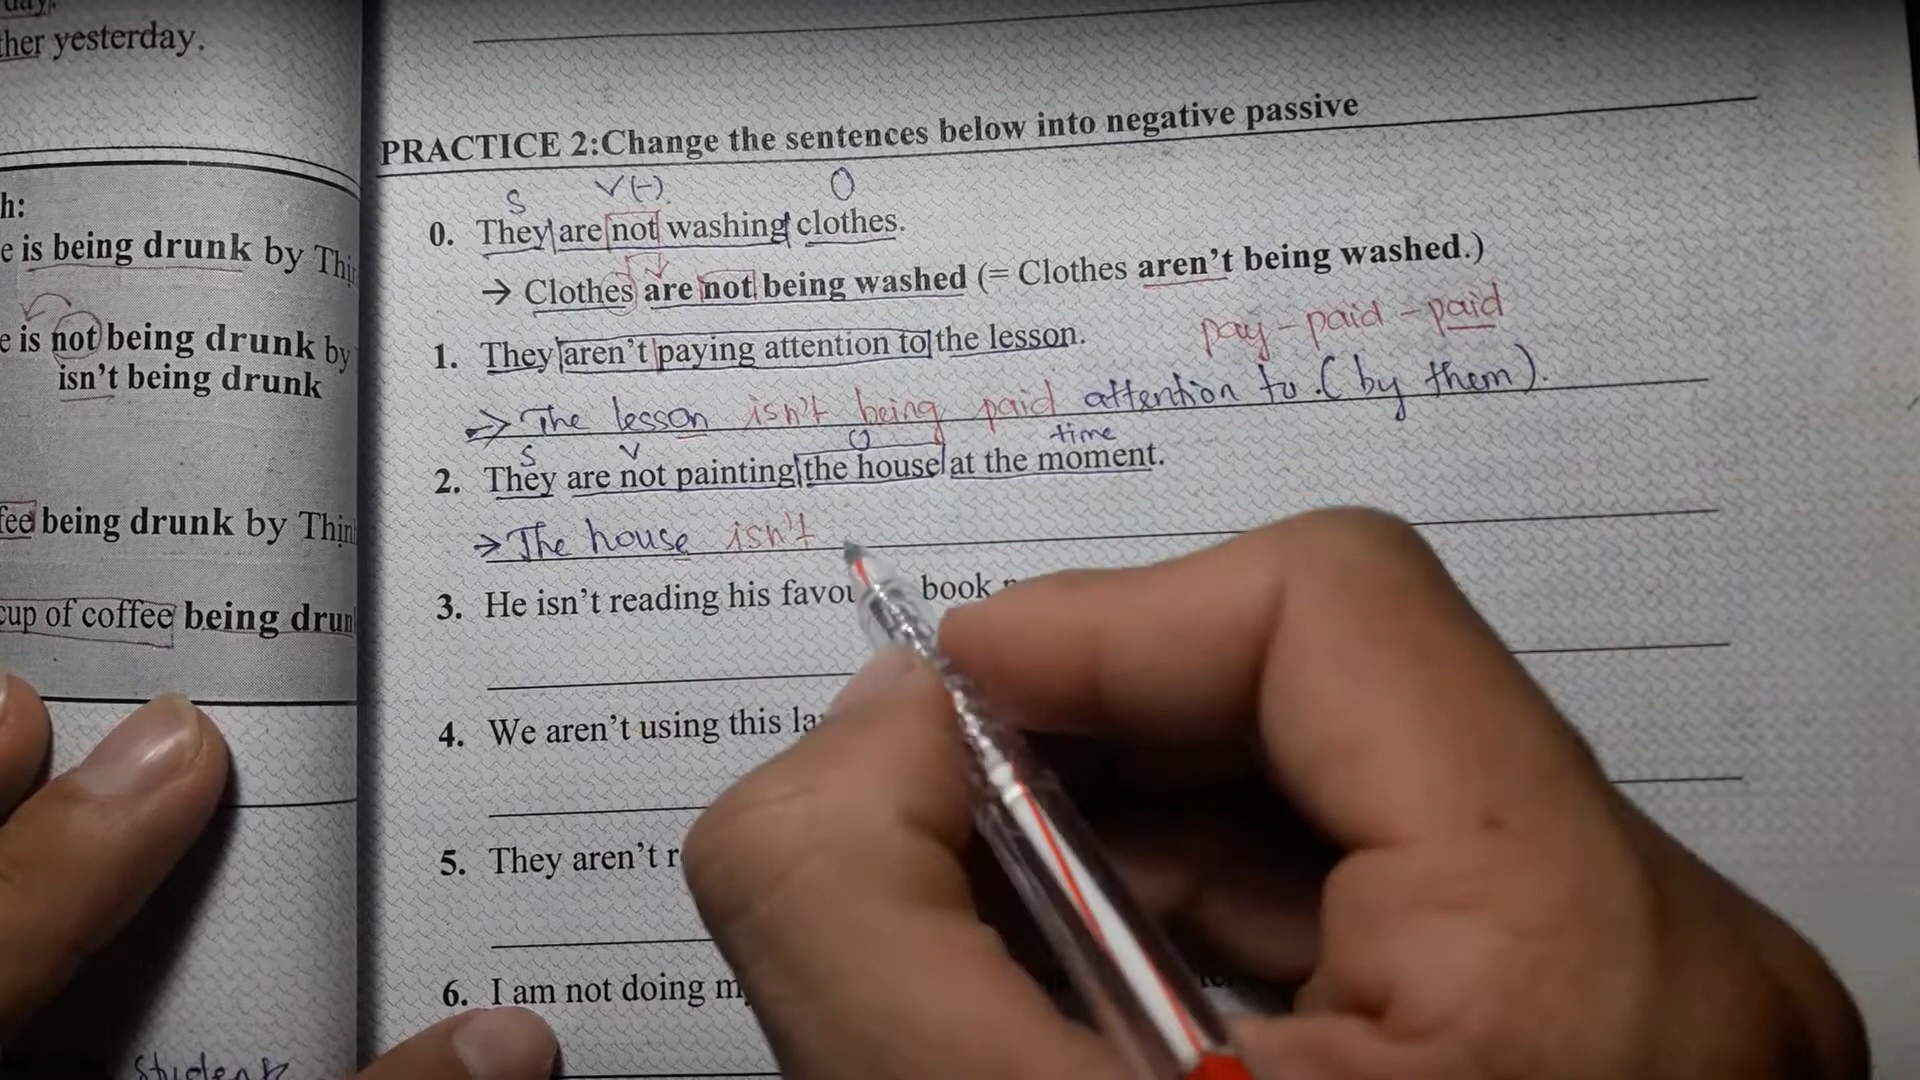 day.
ther yesterday.
h:
e is being drunk by Thi
e is not being drunk by
isn't being drunk
fee being drunk by Thin
cup of coffee being drun
Student
PRACTICE 2:Change the sentences below into negative passive
S V(-) O
0. They are not washing clothes.
→ Clothes are not being washed (= Clothes aren't being washed.)
pay - paid - paid
1. They aren't paying attention to the lesson.
=> The lesson isn't being paid attention to. (by them).
S V O time
2. They are not painting the house at the moment.
→ The house isn't
3. He isn't reading his book
4. We aren't using this
5. They aren't
6. I am not doing